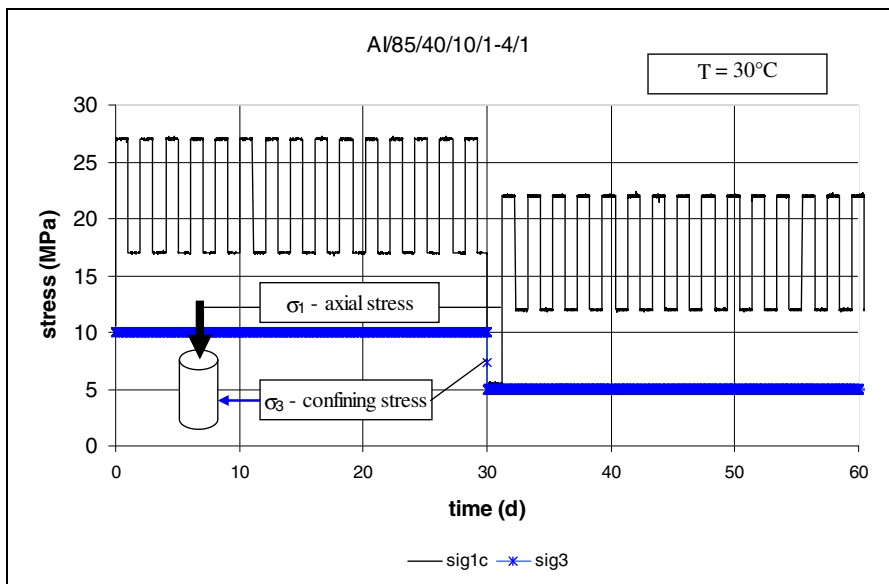 Al/85/40/10/1-4/1
T = 30°C
stress (MPa)
30
25
20
15
10
5
0
σ1 - axial stress
σ3 - confining stress
0 10 20 30 40 50 60
time (d)
sig1c sig3